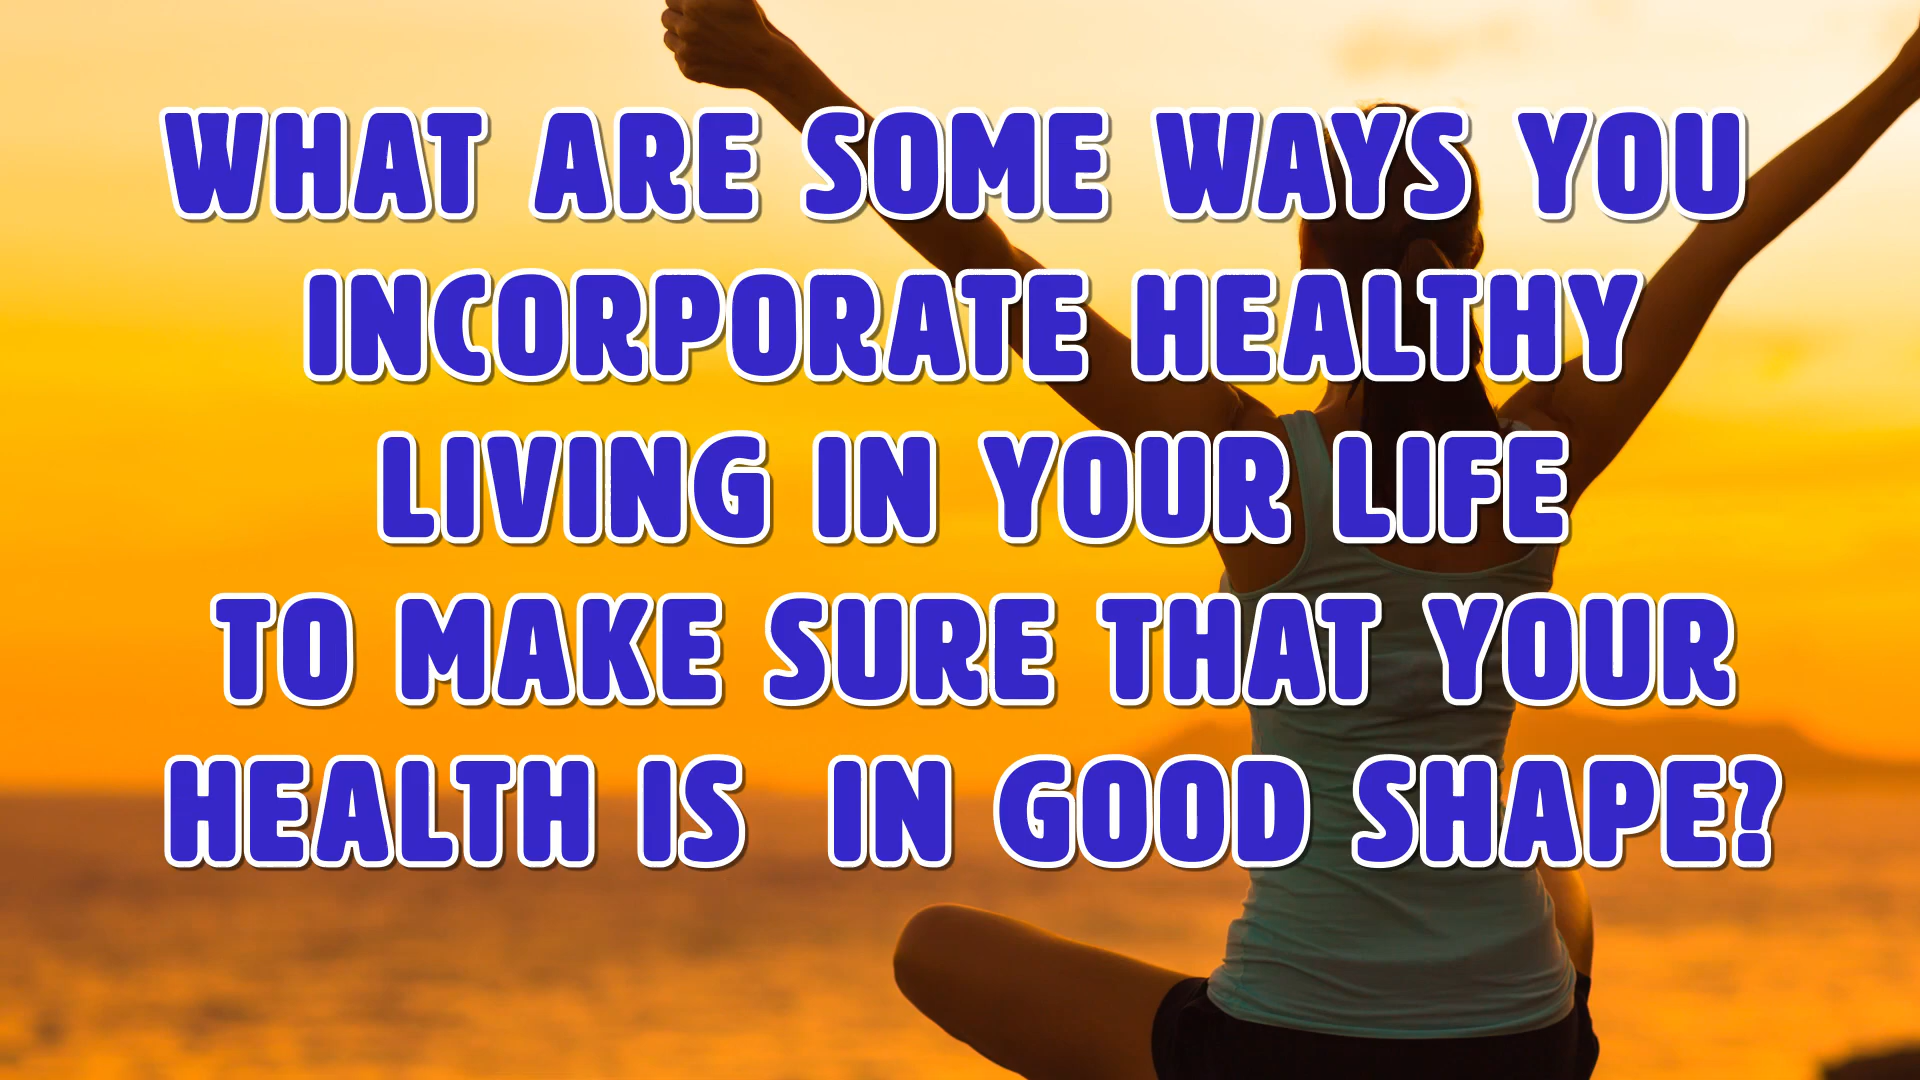 WHAT ARE SOME WAYS YOU
INCORPORATE HEALTHY
LIVING IN YOUR LIFE
TO MAKE SURE THAT YOUR
HEALTH IS  IN GOOD SHAPE?